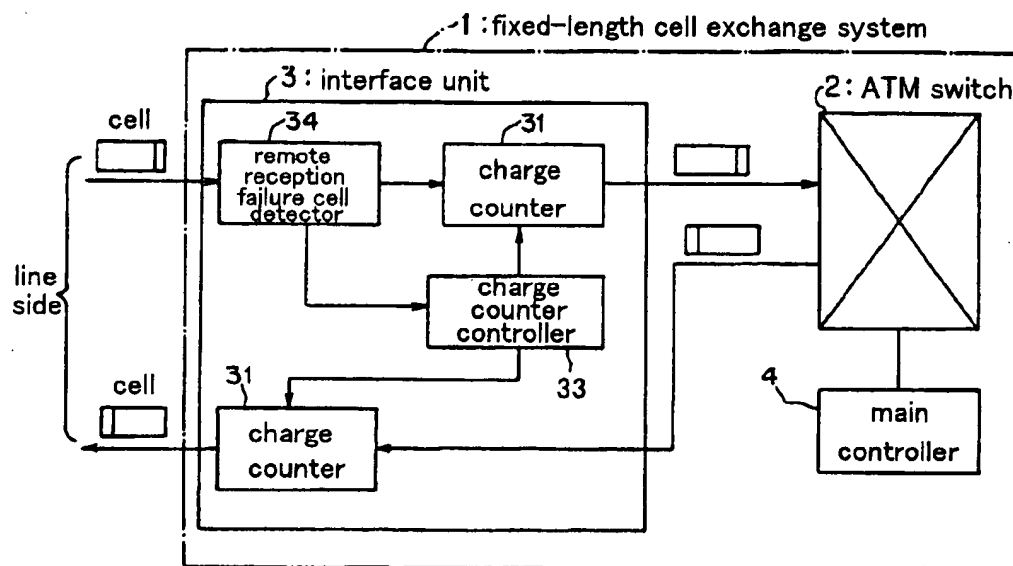 1 : fixed-length cell exchange system
3 : interface unit
2 : ATM switch
cell
34
31
remote
reception
failure cell
detector
charge
counter
line
side
charge
counter
controller
33
cell
31
charge
counter
4
main
controller